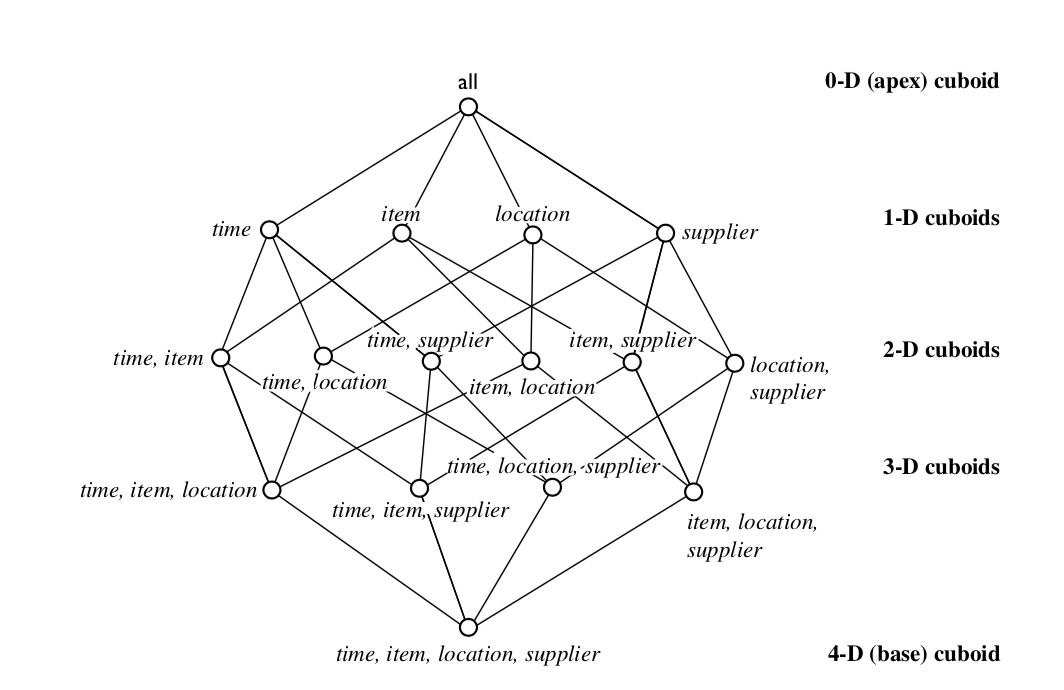 all
0-D (apex) cuboid
time
item
location
supplier
1-D cuboids
time, item
time, location
time, supplier
item, location
item, supplier
location,
supplier
2-D cuboids
time, item, location
time, item, supplier
time, location, supplier
item, location,
supplier
3-D cuboids
time, item, location, supplier
4-D (base) cuboid